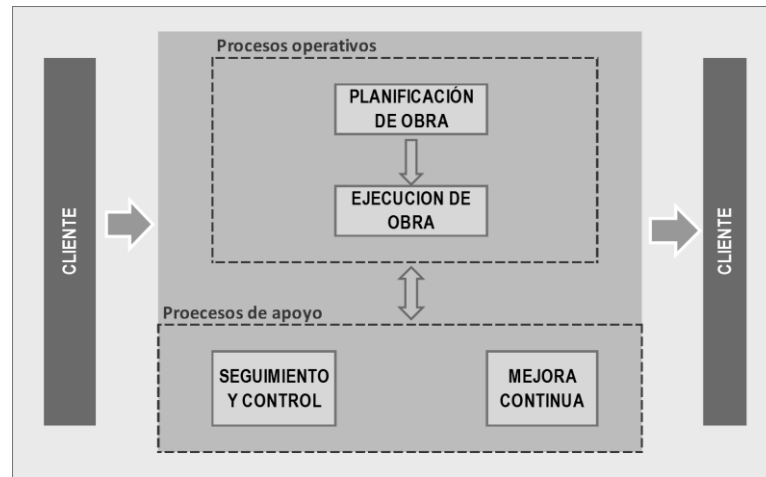 Procesos operativos
PLANIFICACIÓN
DE OBRA
EJECUCION DE
OBRA
CLIENTE
CLIENTE
Proecesos de apoyo
SEGUIMIENTO
Y CONTROL
MEJORA
CONTINUA